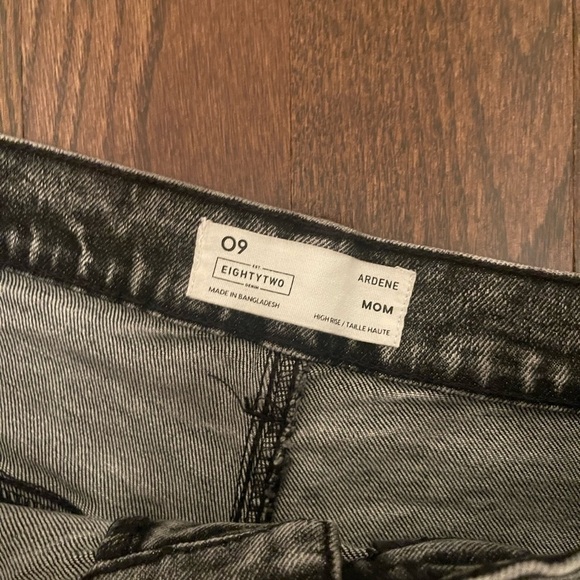 09
EST
EIGHTYTWO
DENIM
MADE IN BANGLADESH
ARDENE
MOM
HIGH RISE / TAILLE HAUTE